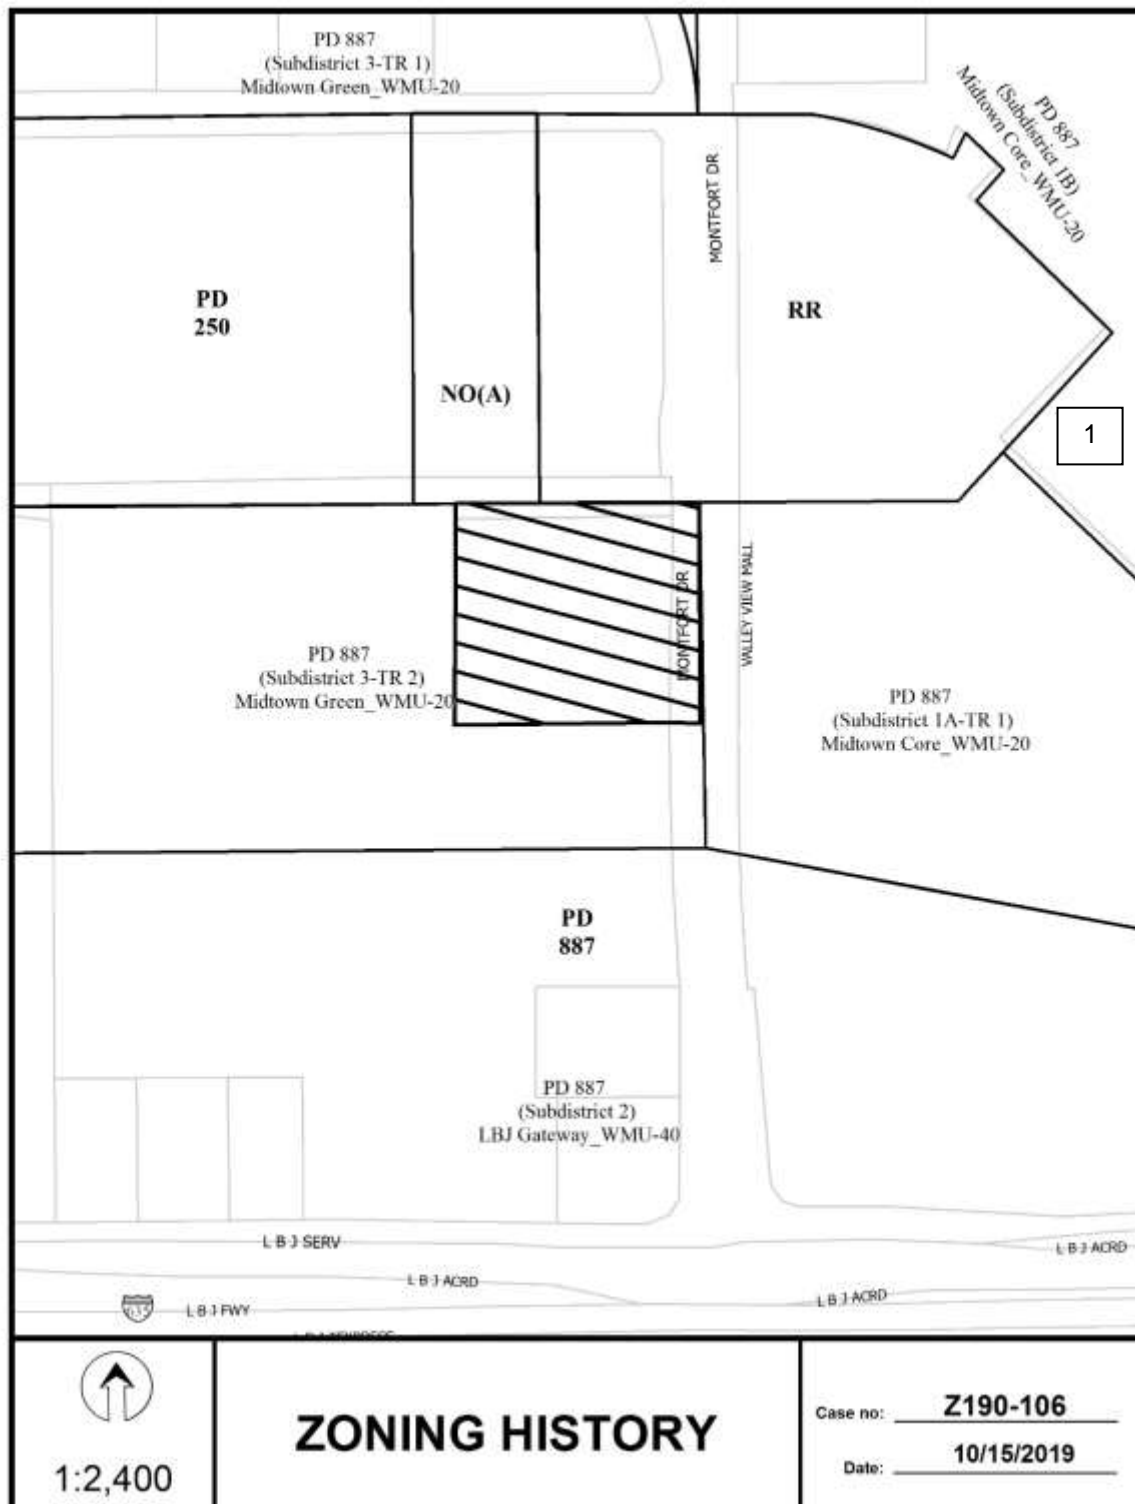 PD 887
(Subdistrict 3-TR 1)
Midtown Green_WMU-20
PD 887
(Subdistrict 1B)
Midtown Core_WMU-20
MONTFORT DR
PD
250
RR
NO(A)
1
MONTFORT DR
VALLEY VIEW MALL
PD 887
(Subdistrict 3-TR 2)
Midtown Green_WMU-20
PD 887
(Subdistrict 1A-TR 1)
Midtown Core_WMU-20
PD
887
PD 887
(Subdistrict 2)
LBJ Gateway_WMU-40
L B J SERV
L B J ACRD
L B J ACRD
L B J ACRD
635
L B J FWY
1:2,400
ZONING HISTORY
Case no: Z190-106
Date: 10/15/2019